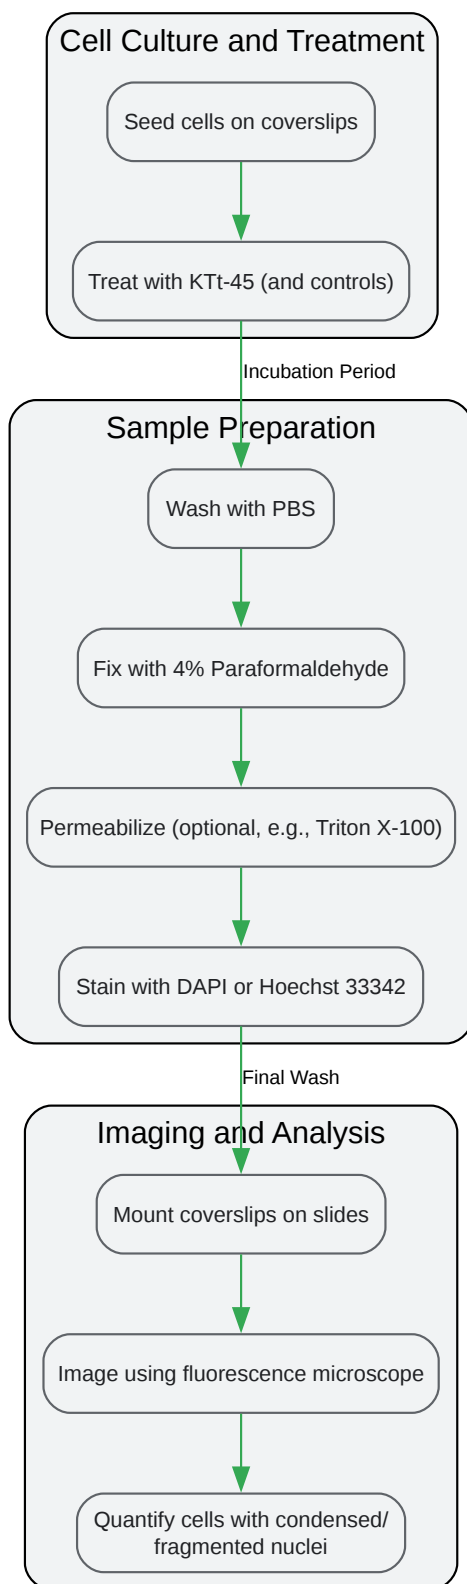 Cell Culture and Treatment
Seed cells on coverslips
Treat with KTt-45 (and controls)
Incubation Period
Sample Preparation
Wash with PBS
Fix with 4% Paraformaldehyde
Permeabilize (optional, e.g., Triton X-100)
Stain with DAPI or Hoechst 33342
Final Wash
Imaging and Analysis
Mount coverslips on slides
Image using fluorescence microscope
Quantify cells with condensed/
fragmented nuclei